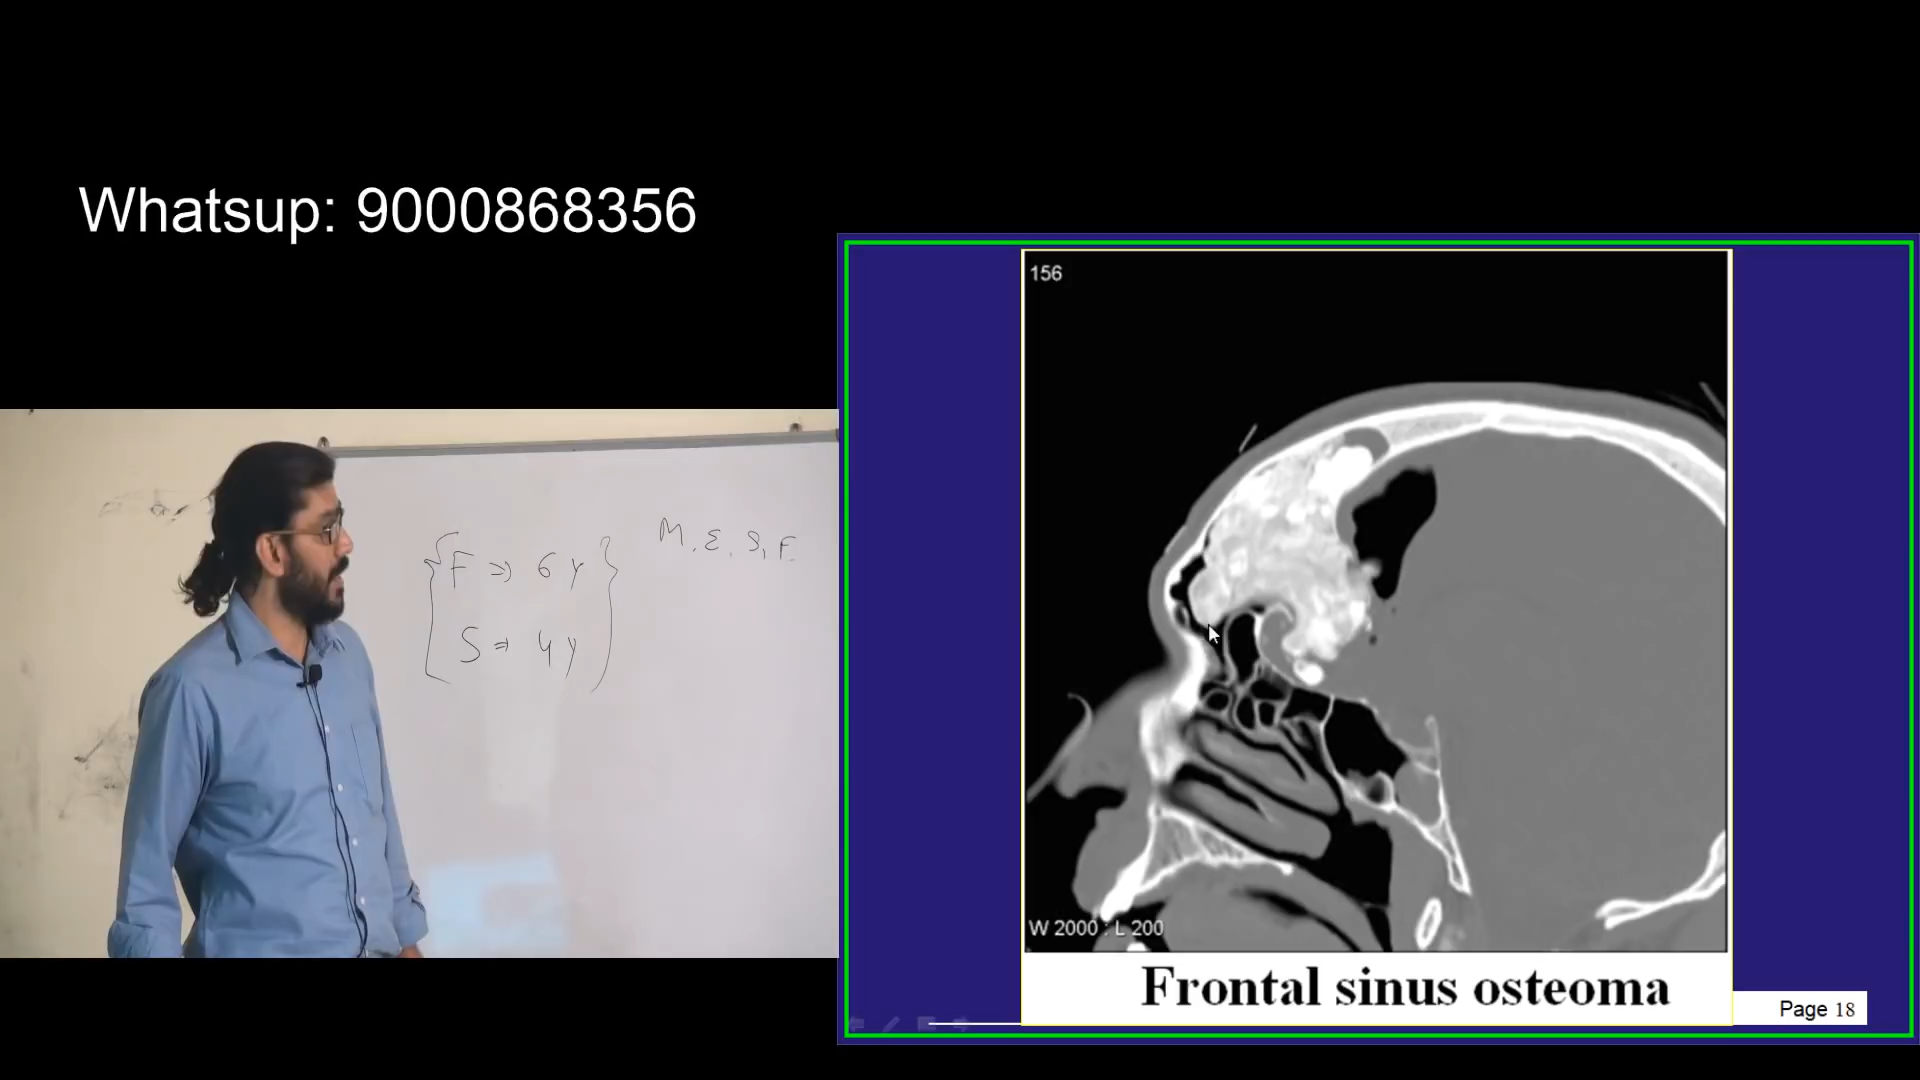 Whatsup: 9000868356
156
F ⇒ 6 y
M. E. S, F.
S ⇒ 4 y
W 2000 : L 200
Frontal sinus osteoma
Page 18